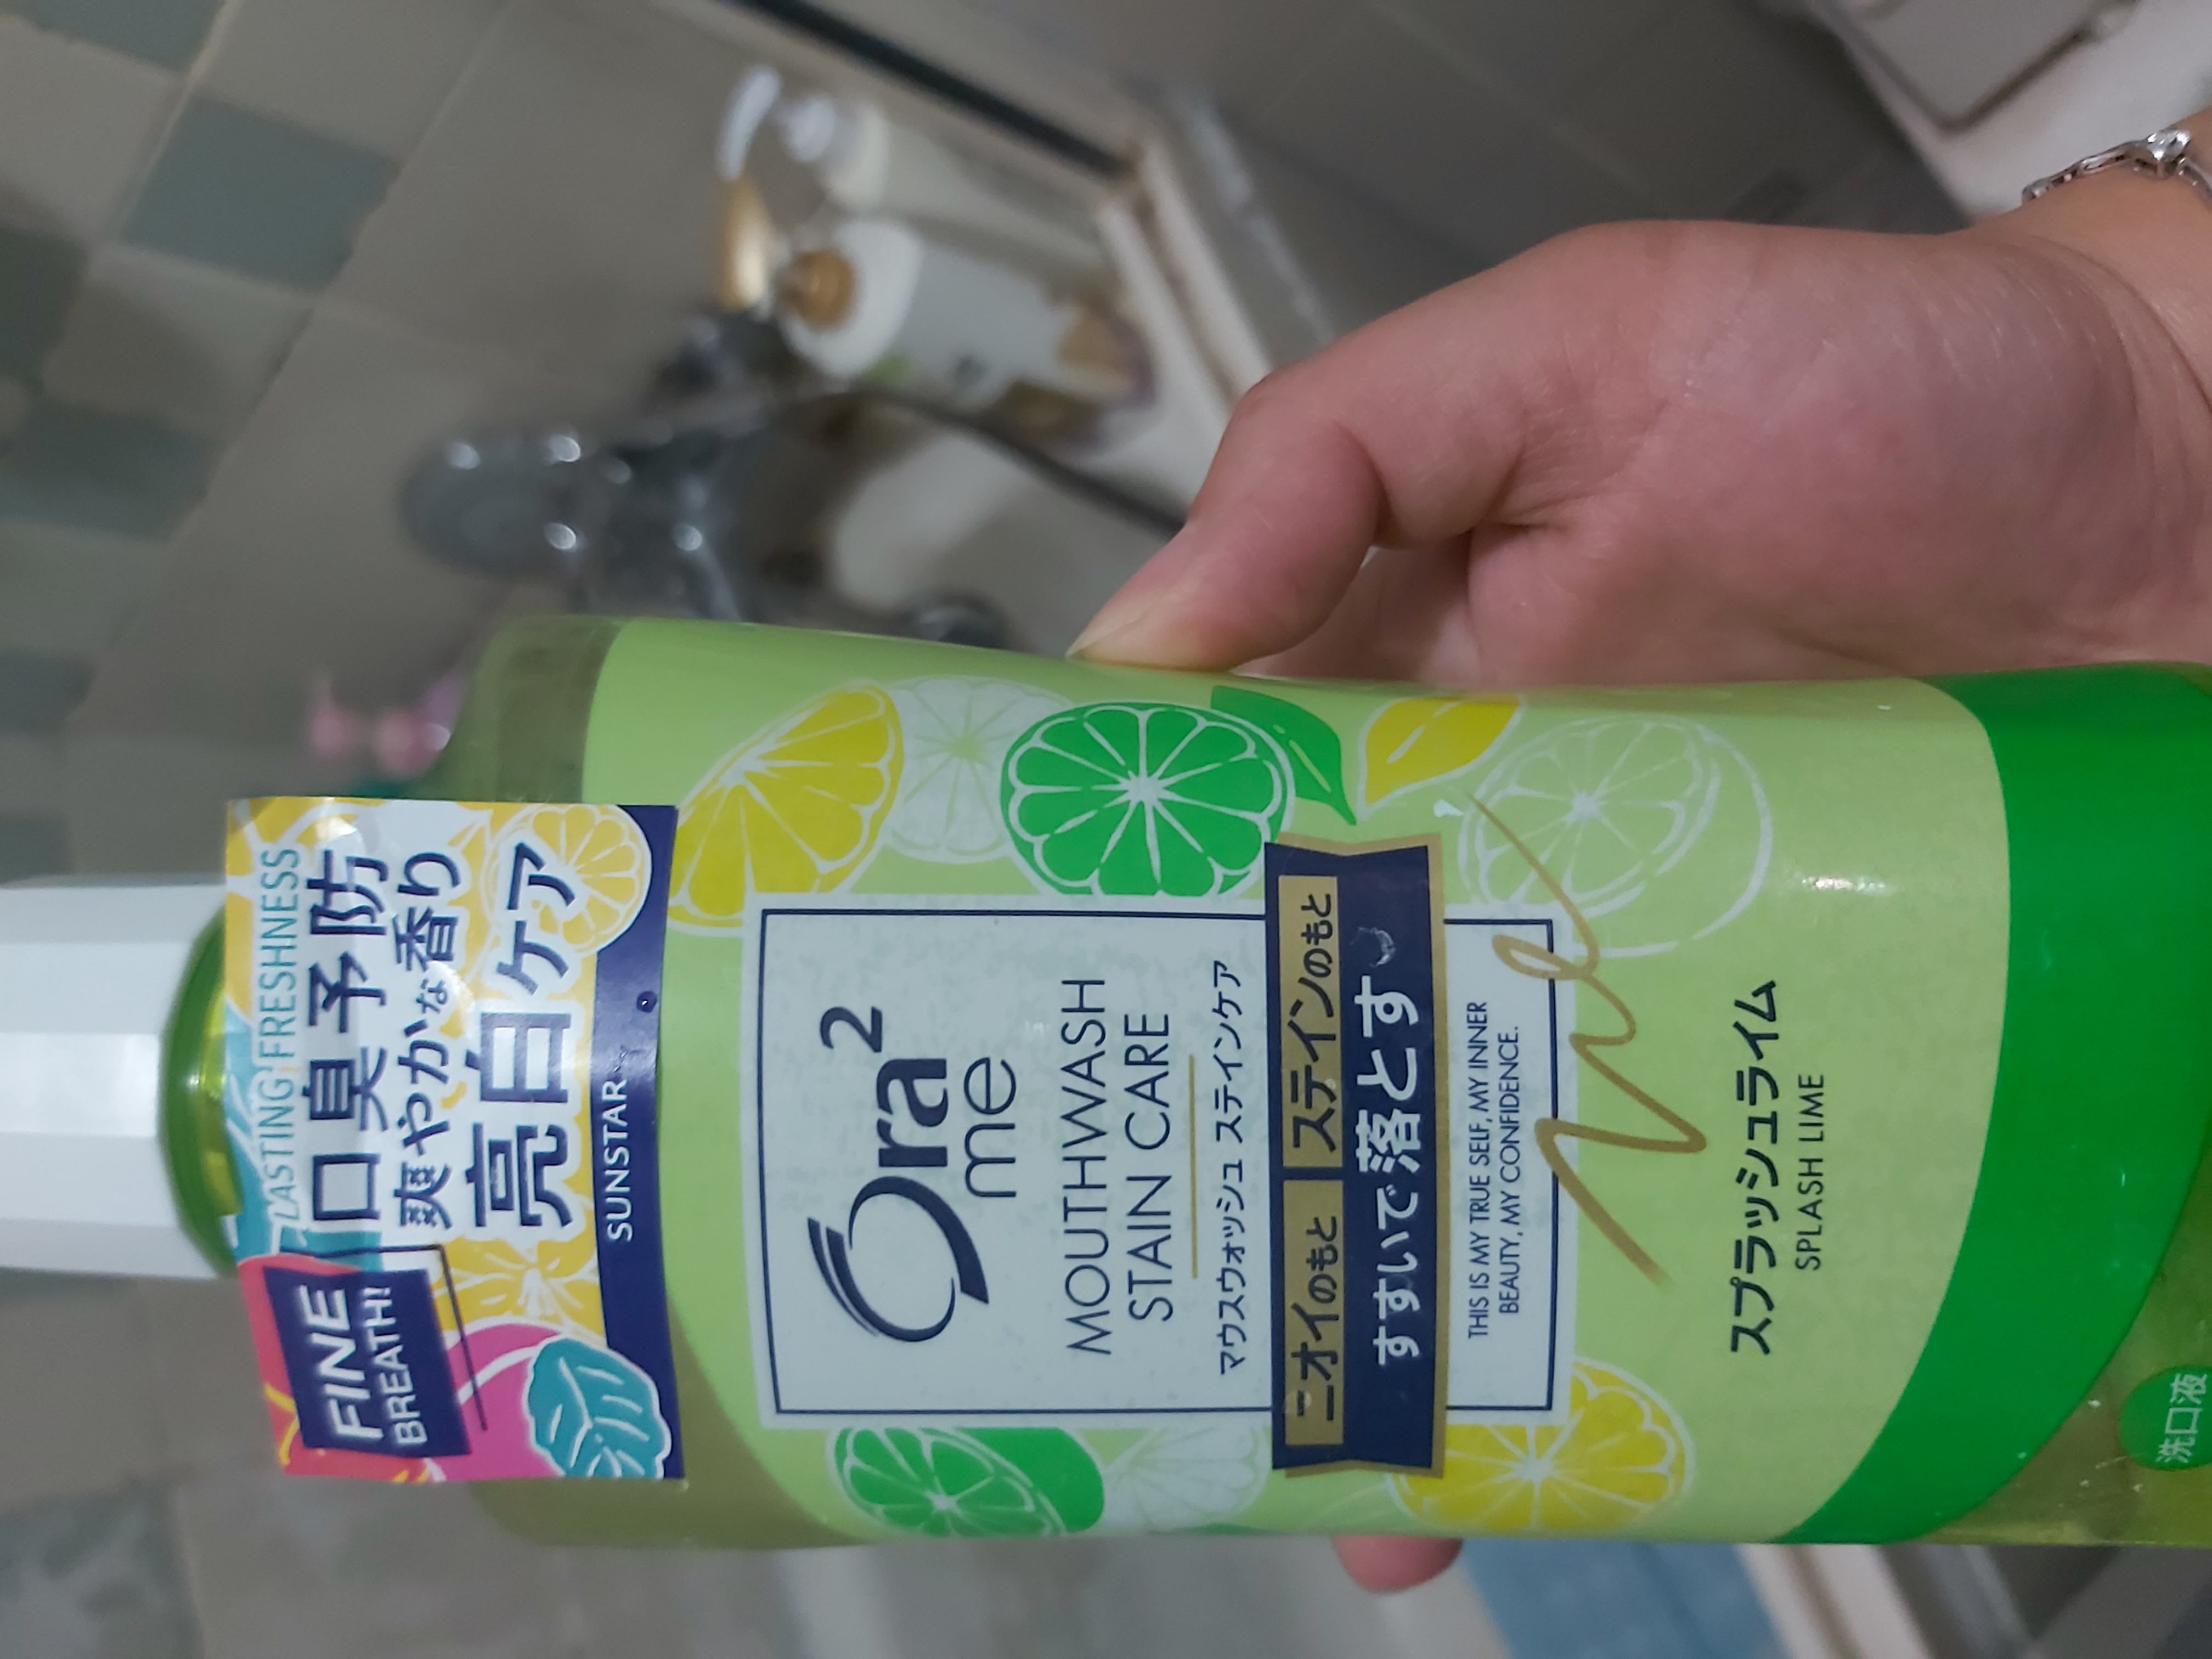 LASTING FRESHNESS
口臭予防
爽やかな香り
亮白ケア
FINE
BREATH!
SUNSTAR
Ora²
me
MOUTHWASH
STAIN CARE
マウスウォッシュ ステインケア
ニオイのもと ステインのもと
すすいで落とす
THIS IS MY TRUE SELF, MY INNER
BEAUTY, MY CONFIDENCE.
Me
スプラッシュライム
SPLASH LIME
洗口液